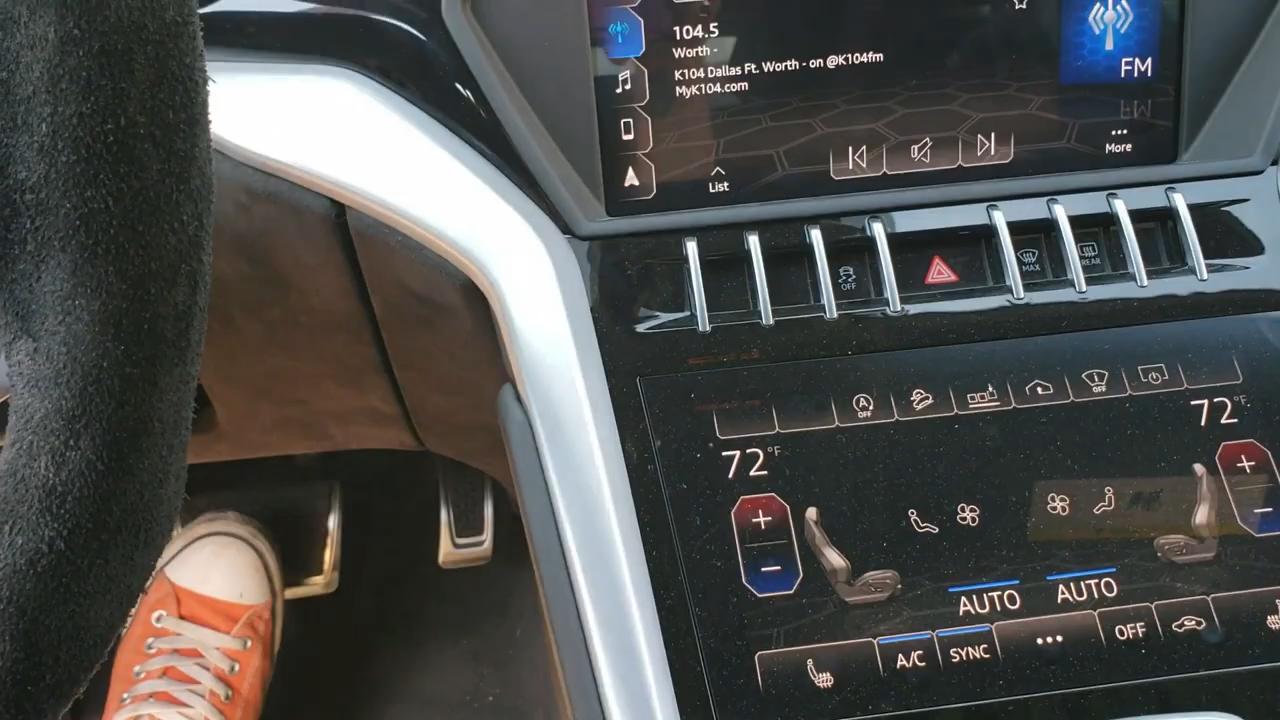 104.5
Worth -
K104 Dallas Ft. Worth - on @K104fm
MyK104.com
FM
More
List
OFF
MAX
REAR
A
OFF
OFF
72°F
72°F
AUTO
AUTO
A/C
SYNC
OFF